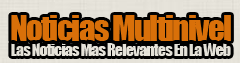 Noticias Multinivel
Las Noticias Mas Relevantes En La Web